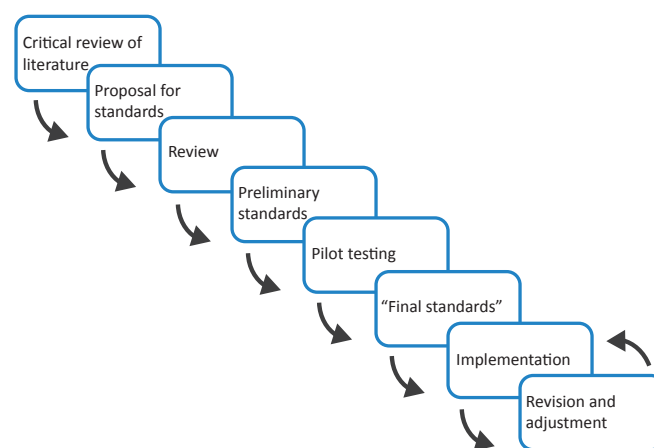 Critical review of
literature
Proposal for
standards
Review
Preliminary
standards
Pilot testing
“Final standards”
Implementation
Revision and
adjustment